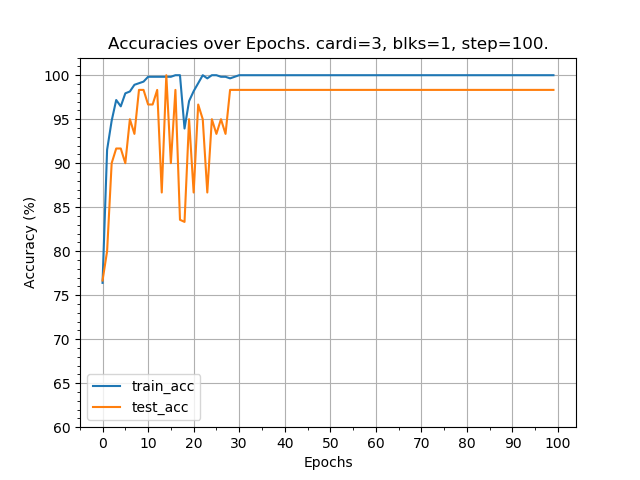 Accuracies over Epochs. cardi=3, blks=1, step=100.
100
95
90
85
80
75
70
65
60
Accuracy (%)
train_acc
test_acc
0 10 20 30 40 50 60 70 80 90 100
Epochs